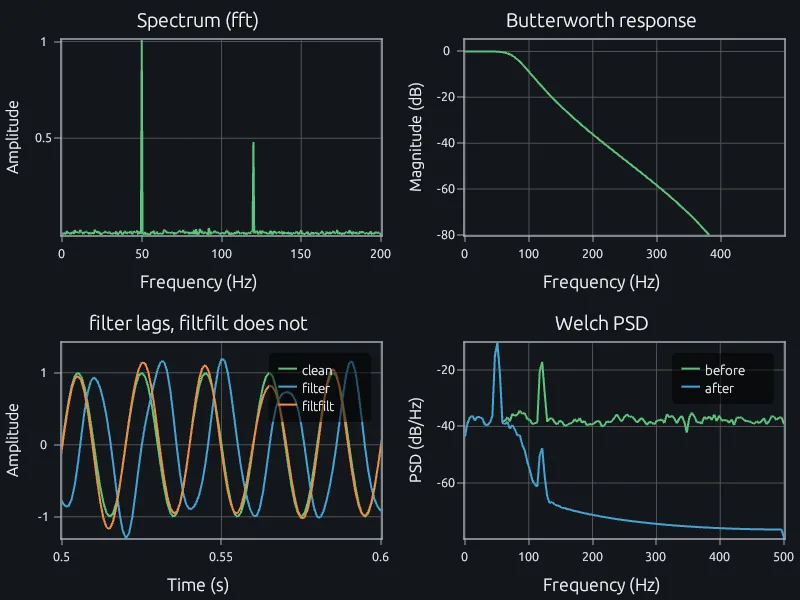 Spectrum (fft)
1
0.5
Amplitude
0
50
100
150
200
Frequency (Hz)
Butterworth response
0
-20
-40
-60
-80
Magnitude (dB)
0
100
200
300
400
Frequency (Hz)
filter lags, filtfilt does not
clean
filter
filtfilt
1
0
-1
Amplitude
0.5
0.55
0.6
Time (s)
Welch PSD
before
after
-20
-40
-60
PSD (dB/Hz)
0
100
200
300
400
500
Frequency (Hz)